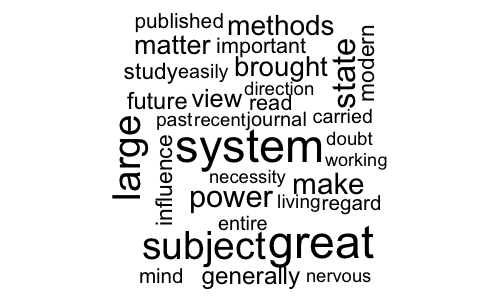 published methods
matter important
study easily brought
state
modern
direction
future view read
past recent journal carried
large
system doubt
working
influence
necessity
power make
living regard
entire
subject great
mind generally nervous